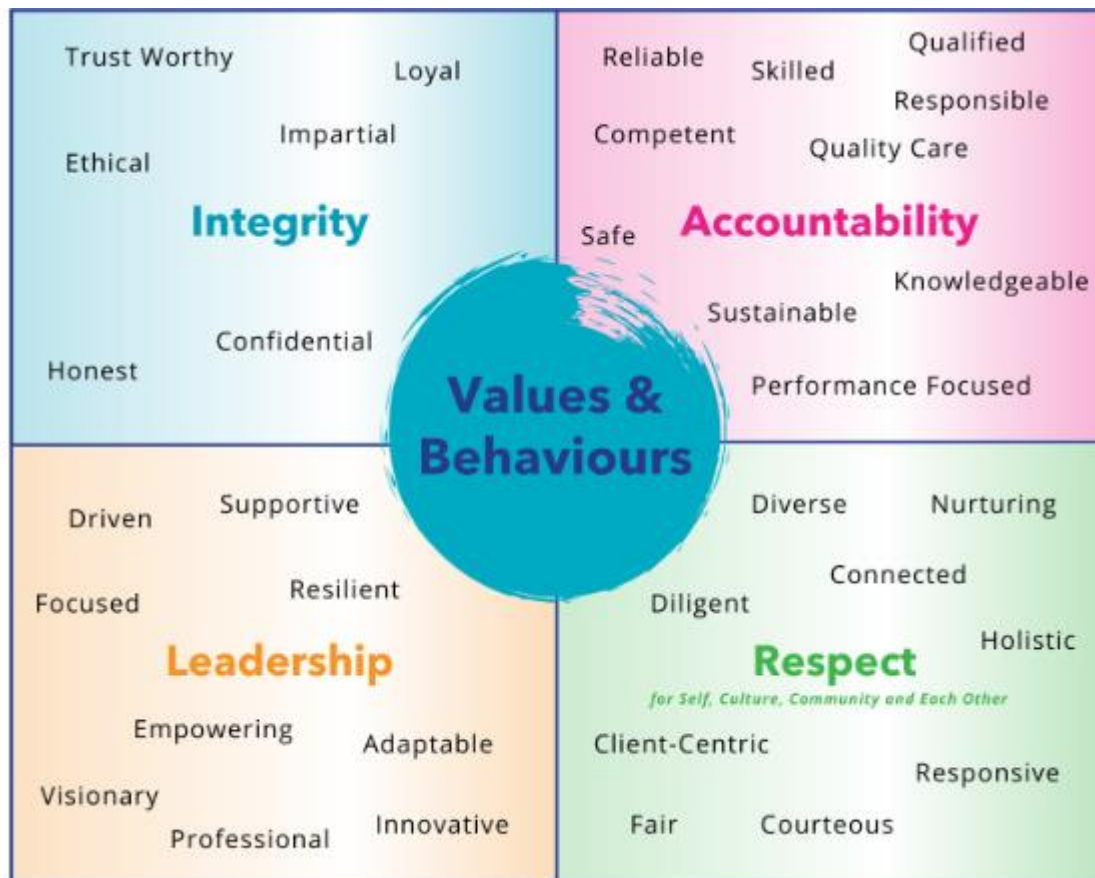 Trust Worthy
Loyal
Impartial
Ethical
Integrity
Confidential
Honest
Qualified
Reliable
Skilled
Responsible
Competent
Quality Care
Accountability
Safe
Knowledgeable
Sustainable
Performance Focused
Values &
Behaviours
Supportive
Driven
Resilient
Focused
Leadership
Empowering
Adaptable
Visionary
Innovative
Professional
Diverse
Nurturing
Connected
Diligent
Holistic
Respect
for Self, Culture, Community and Each Other
Client-Centric
Responsive
Fair
Courteous